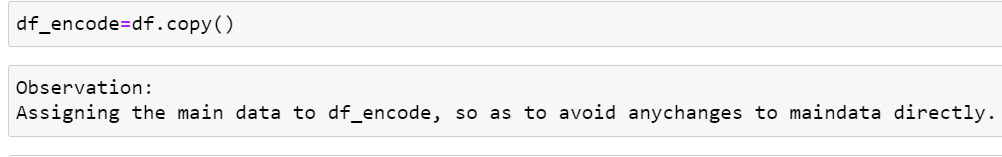 df_encode=df.copy()
Observation:
Assigning the main data to df_encode, so as to avoid anychanges to maindata directly.